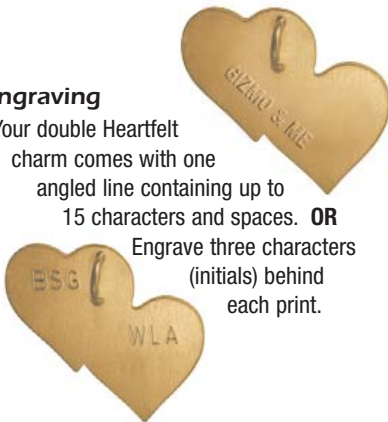 ngraving
Your double Heartfelt
charm comes with one
angled line containing up to
15 characters and spaces. OR
Engrave three characters
(initials) behind
each print.
GIZMO & ME
BSG
WLA